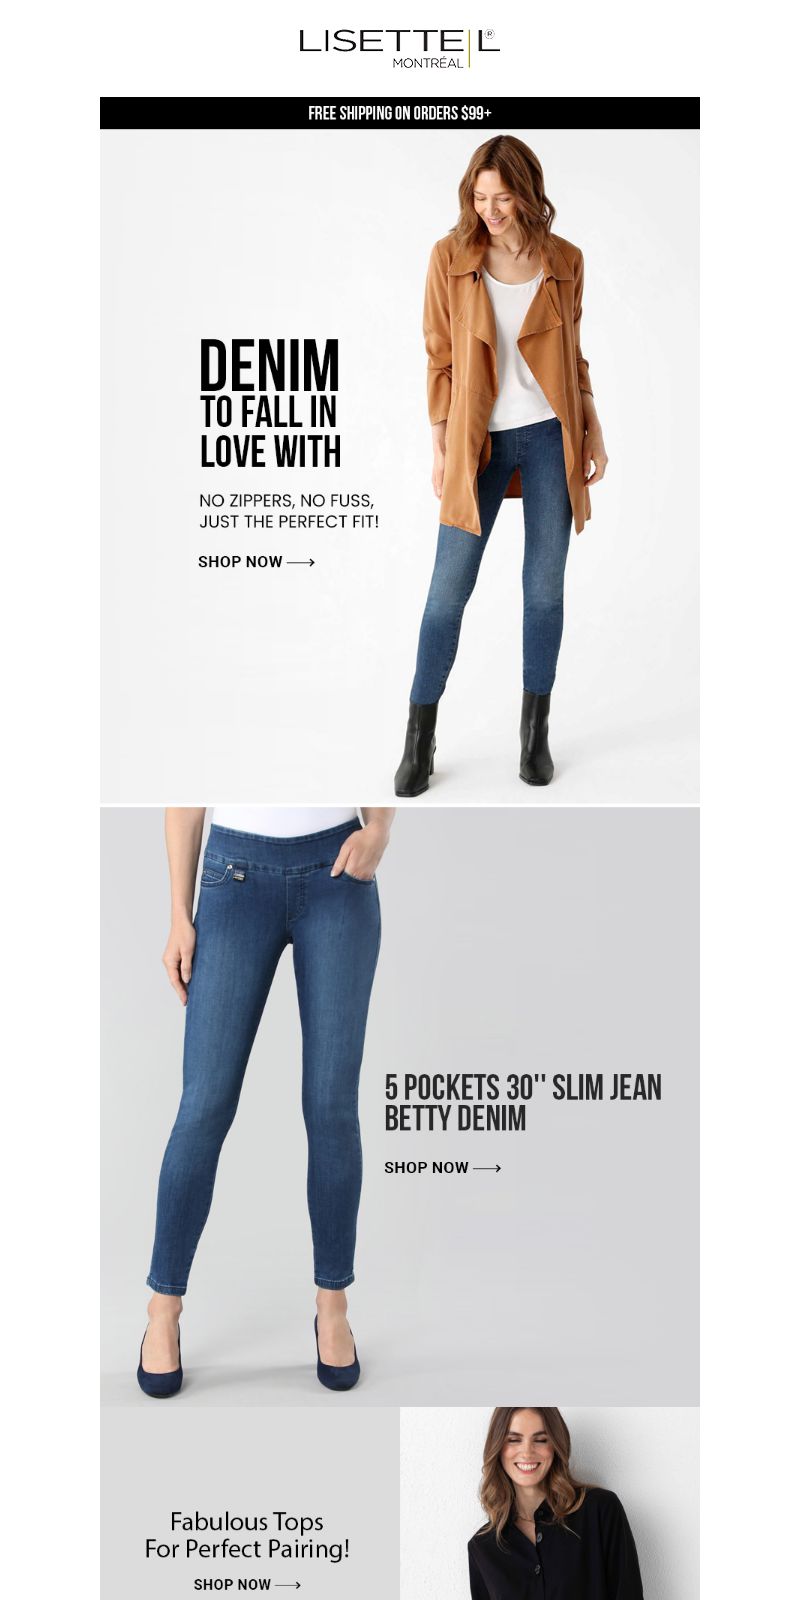 LISETTE L®
MONTRÉAL
FREE SHIPPING ON ORDERS $99+
DENIM
TO FALL IN
LOVE WITH
NO ZIPPERS, NO FUSS,
JUST THE PERFECT FIT!
SHOP NOW
5 POCKETS 30'' SLIM JEAN
BETTY DENIM
SHOP NOW
Fabulous Tops
For Perfect Pairing!
SHOP NOW